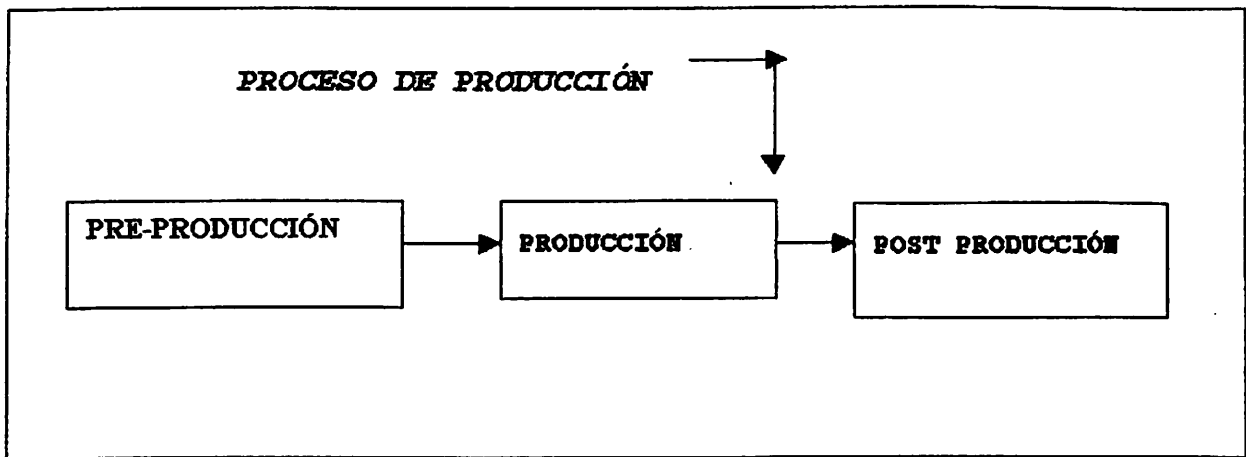 PROCESO DE PRODUCCIÓN
PRE-PRODUCCIÓN
PRODUCCIÓN
POST PRODUCCIÓN